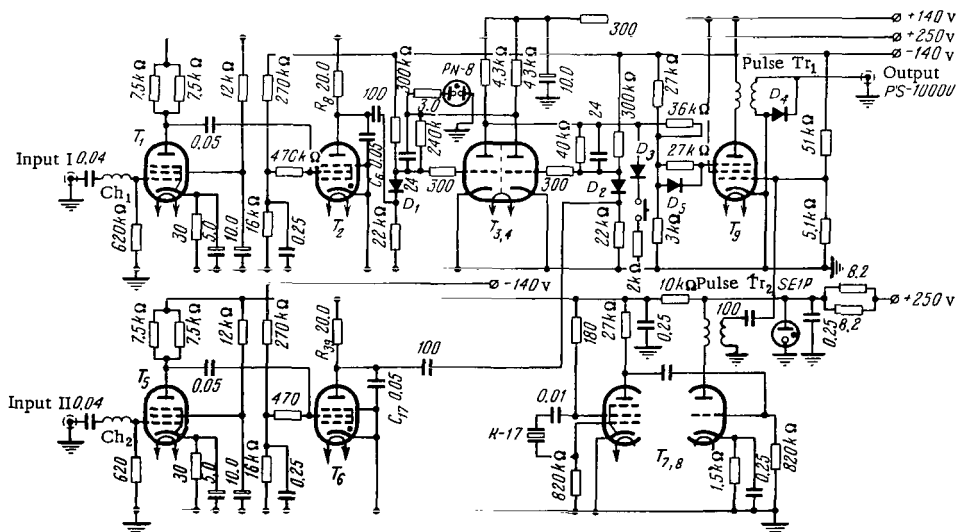 300
∅ +140 v
∅ +250 v
∅ −140 v
7.5kΩ
7.5kΩ
12kΩ
270kΩ
R8 20.0
100
300kΩ
PN-8
3.0
240k
24
4.3kΩ
4.3kΩ
10.0
300kΩ
27kΩ
Pulse Tr1
D4
Output
PS-1000U
T1
0.05
470kΩ
C6 0.05
24
40kΩ
D3
36kΩ
27kΩ
51kΩ
Input I 0.04
Ch1
620kΩ
30
5.0
10.0
16kΩ
0.25
T2
22kΩ
D1
300
T3,4
300
D2
22kΩ
2kΩ
3kΩ
D5
T9
5.1kΩ
∅ −140 v
10kΩ
Pulse Tr2
SE1P
8.2
8.2
∅ +250 v
7.5kΩ
7.5kΩ
12kΩ
270kΩ
R39 20.0
100
180
27kΩ
0.25
100
0.25
T5
0.05
470
C17 0.05
Input II 0.04
Ch2
620
30
5.0
10.0
16kΩ
0.25
T6
K-17
0.01
820kΩ
T7,8
1.5kΩ
0.25
820kΩ